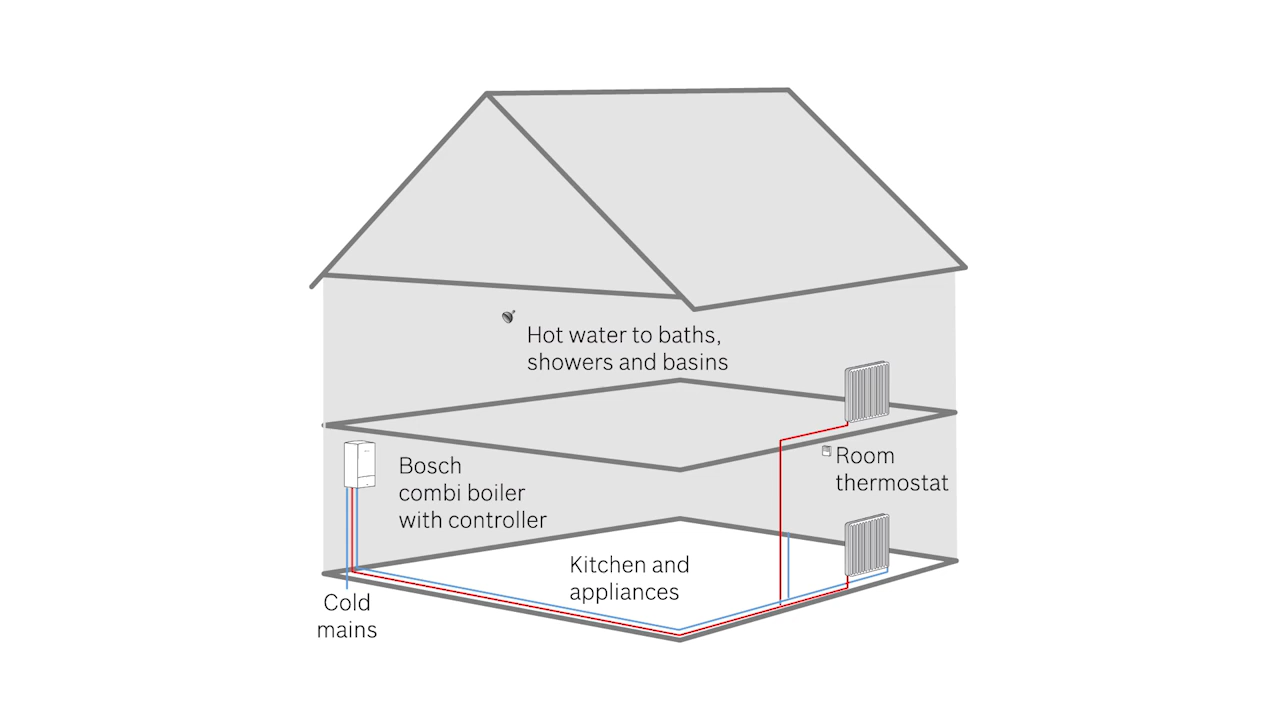 Hot water to baths,
showers and basins
Room
thermostat
Bosch
combi boiler
with controller
Kitchen and
appliances
Cold
mains